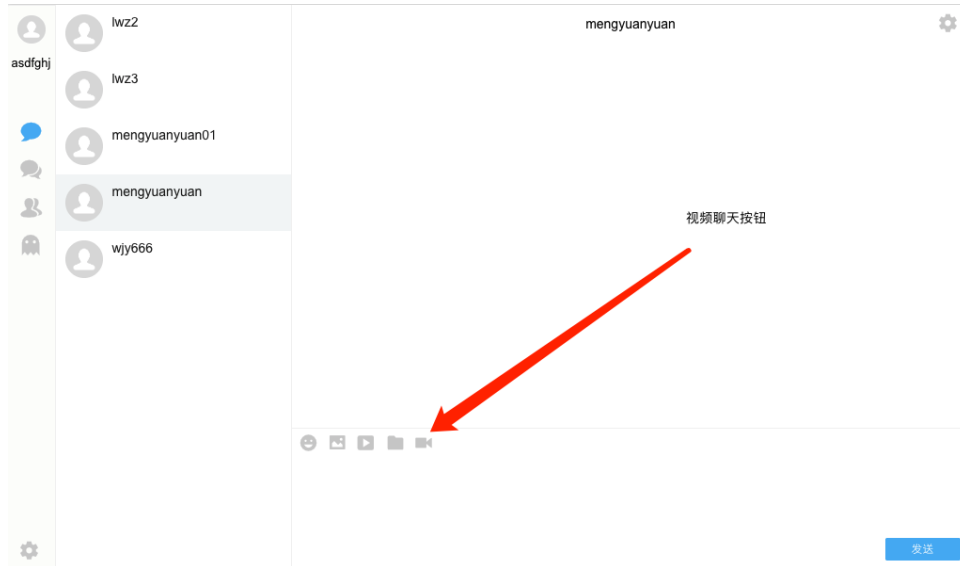 asdfghj
lwz2
lwz3
mengyuanyuan01
mengyuanyuan
wjy666
mengyuanyuan
视频聊天按钮
发送